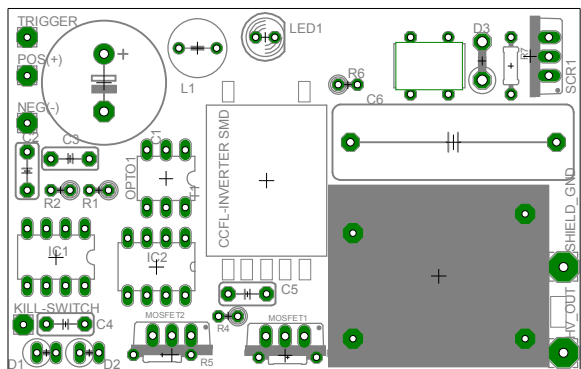 TRIGGER
LED1
POS(+)
D3
R7
SCR1
L1
R6
C6
NEG(-)
C2
C3
OPTO1
C1
T1
CCFL-INVERTER SMD
R2
R1
IC1
IC2
SHIELD_GND
C5
KILL-SWITCH
C4
MOSFET2
R4
MOSFET1
HV_OUT
D1
D2
R5